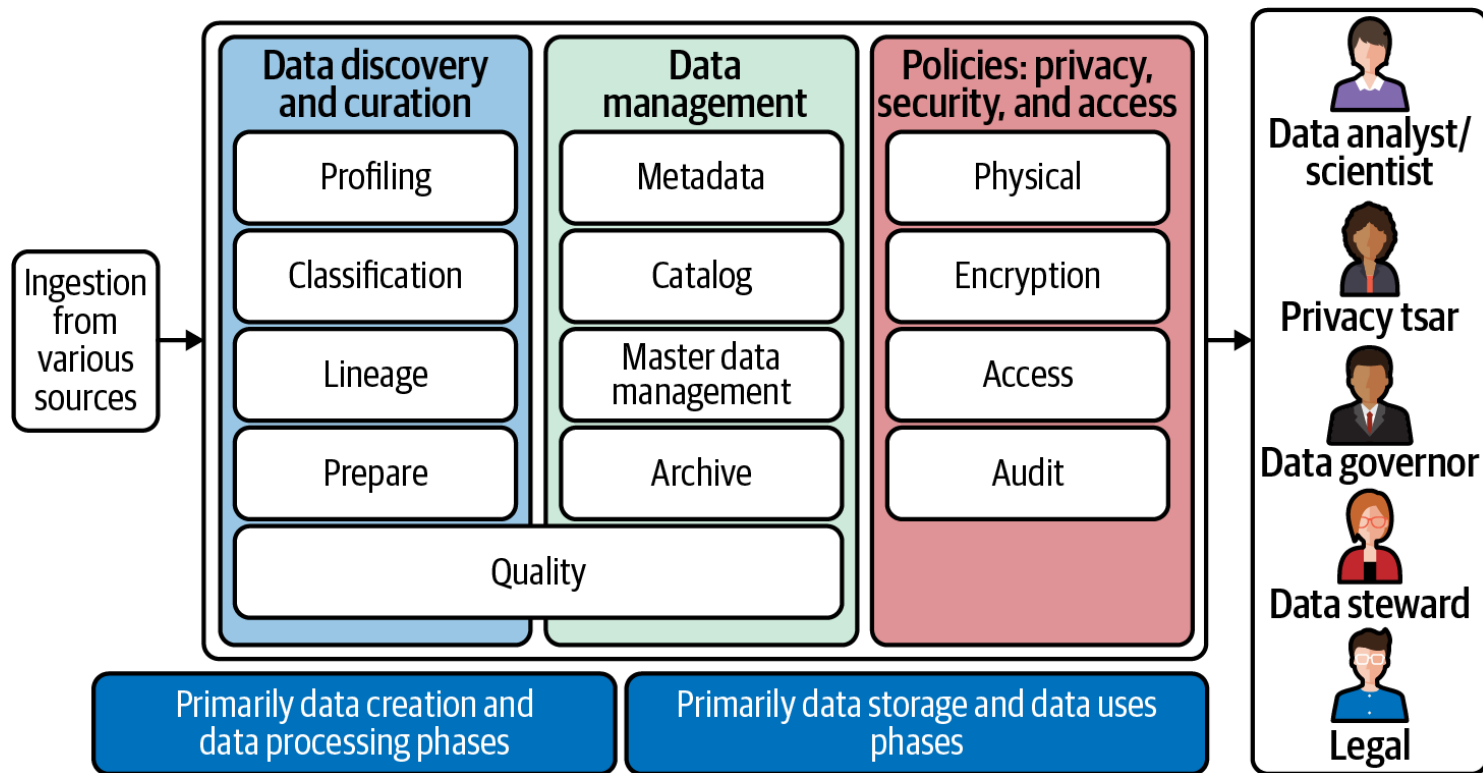 Ingestion
from
various
sources
Data discovery
and curation
Profiling
Classification
Lineage
Prepare
Data
management
Metadata
Catalog
Master data
management
Archive
Quality
Policies: privacy,
security, and access
Physical
Encryption
Access
Audit
Primarily data creation and
data processing phases
Primarily data storage and data uses
phases
Data analyst/
scientist
Privacy tsar
Data governor
Data steward
Legal